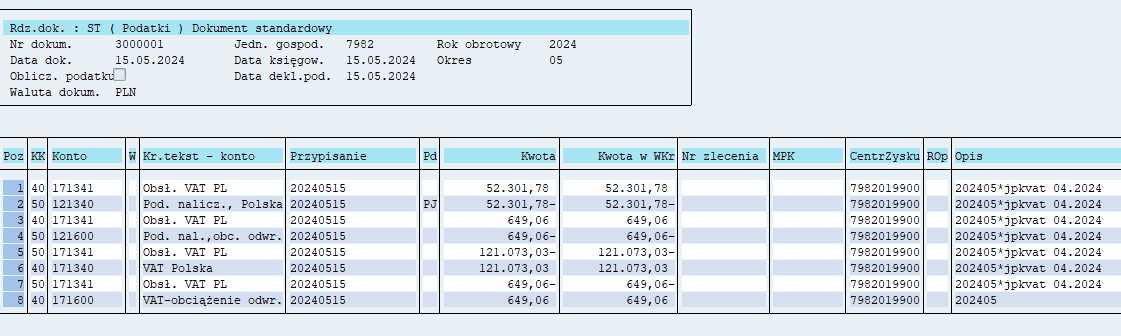 Rdz.dok. : ST ( Podatki ) Dokument standardowy
Nr dokum. 3000001 Jedn. gospod. 7982 Rok obrotowy 2024
Data dok. 15.05.2024 Data księgow. 15.05.2024 Okres 05
Oblicz. podatku Data dekl.pod. 15.05.2024
Waluta dokum. PLN
Poz KK Konto W Kr.tekst - konto Przypisanie Pd Kwota Kwota w WKr Nr zlecenia MPK CentrZysku ROp Opis
1 40 171341 Obsł. VAT PL 20240515 52.301,78 52.301,78 7982019900 202405*jpkvat 04.2024
2 50 121340 Pod. nalicz., Polska 20240515 PJ 52.301,78- 52.301,78- 7982019900 202405*jpkvat 04.2024
3 40 171341 Obsł. VAT PL 20240515 649,06 649,06 7982019900 202405*jpkvat 04.2024
4 50 121600 Pod. nal.,obc. odwr. 20240515 649,06- 649,06- 7982019900 202405*jpkvat 04.2024
5 50 171341 Obsł. VAT PL 20240515 121.073,03- 121.073,03- 7982019900 202405*jpkvat 04.2024
6 40 171340 VAT Polska 20240515 121.073,03 121.073,03 7982019900 202405*jpkvat 04.2024
7 50 171341 Obsł. VAT PL 20240515 649,06- 649,06- 7982019900 202405*jpkvat 04.2024
8 40 171600 VAT-obciążenie odwr. 20240515 649,06 649,06 7982019900 202405